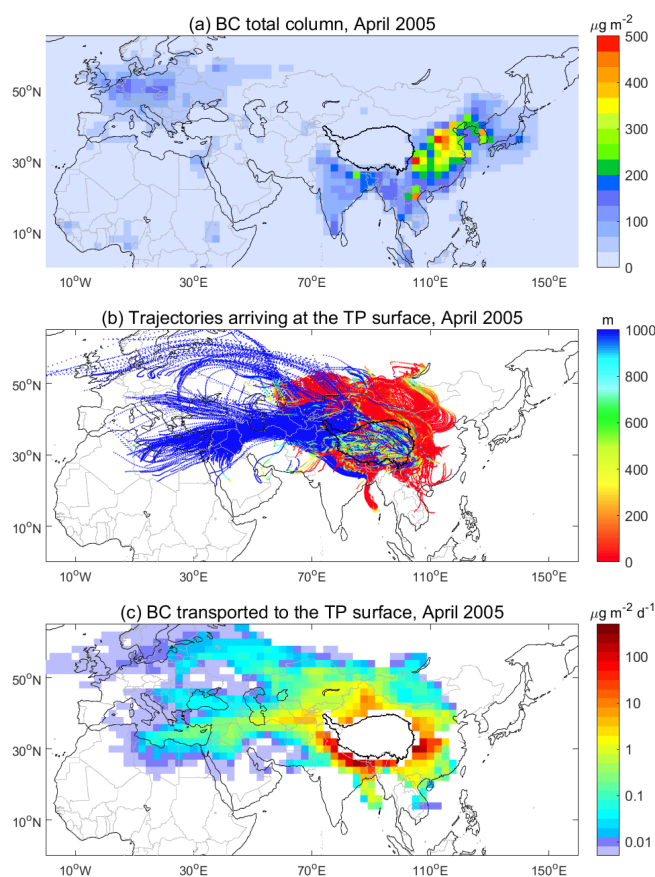 (a) BC total column, April 2005
μg m-2
500
400
300
200
100
0
50°N
30°N
10°N
10°W 30°E 70°E 110°E 150°E
(b) Trajectories arriving at the TP surface, April 2005
m
1000
800
600
400
200
0
50°N
30°N
10°N
10°W 30°E 70°E 110°E 150°E
(c) BC transported to the TP surface, April 2005
μg m-2 d-1
100
10
1
0.1
0.01
50°N
30°N
10°N
10°W 30°E 70°E 110°E 150°E